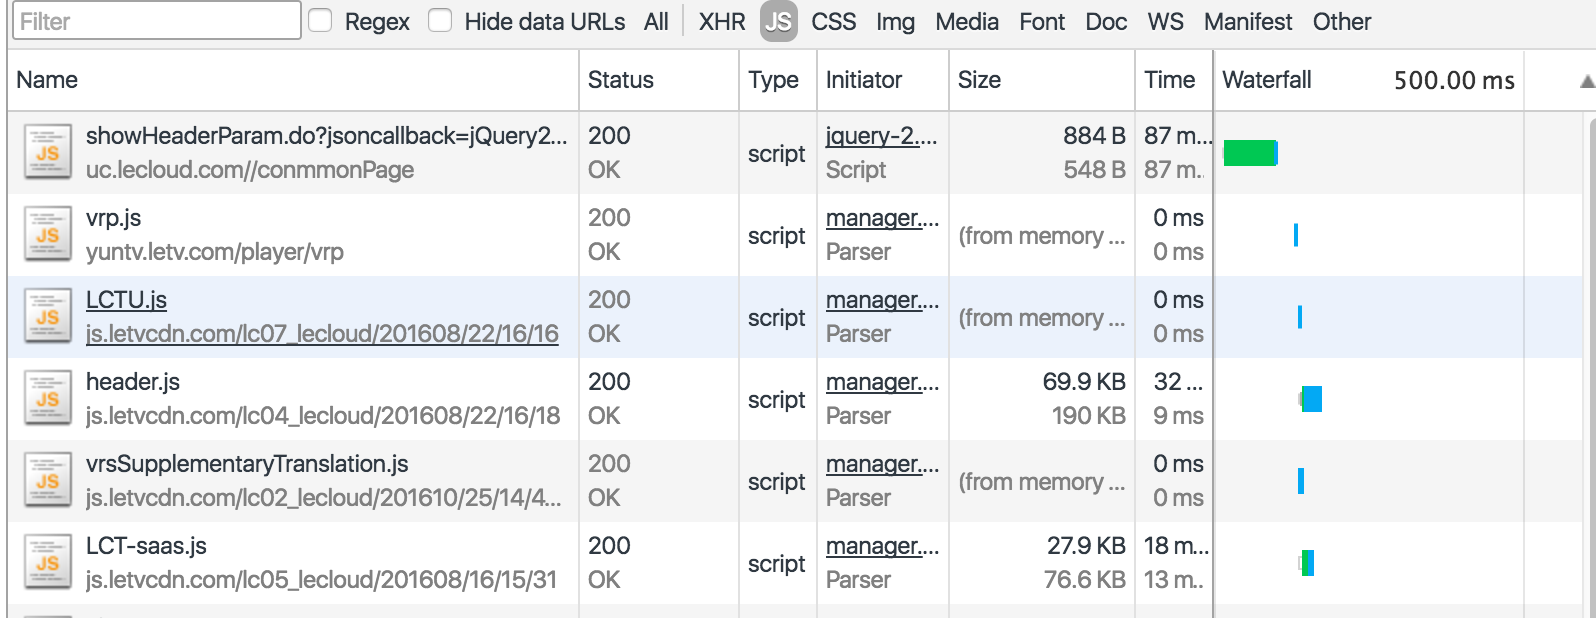 Filter Regex Hide data URLs All XHR JS CSS Img Media Font Doc WS Manifest Other
Name Status Type Initiator Size Time Waterfall 500.00 ms
JS showHeaderParam.do?jsoncallback=jQuery2... 200 script jquery-2.... 884 B 87 m...
uc.lecloud.com//conmmonPage OK Script 548 B 87 m..
JS vrp.js 200 script manager.... (from memory ... 0 ms
yuntv.letv.com/player/vrp OK Parser 0 ms
JS LCTU.js 200 script manager.... (from memory ... 0 ms
js.letvcdn.com/lc07_lecloud/201608/22/16/16 OK Parser 0 ms
JS header.js 200 script manager.... 69.9 KB 32 ...
js.letvcdn.com/lc04_lecloud/201608/22/16/18 OK Parser 190 KB 9 ms
JS vrsSupplementaryTranslation.js 200 script manager.... (from memory ... 0 ms
js.letvcdn.com/lc02_lecloud/201610/25/14/4... OK Parser 0 ms
JS LCT-saas.js 200 script manager.... 27.9 KB 18 m...
js.letvcdn.com/lc05_lecloud/201608/16/15/31 OK Parser 76.6 KB 13 m..